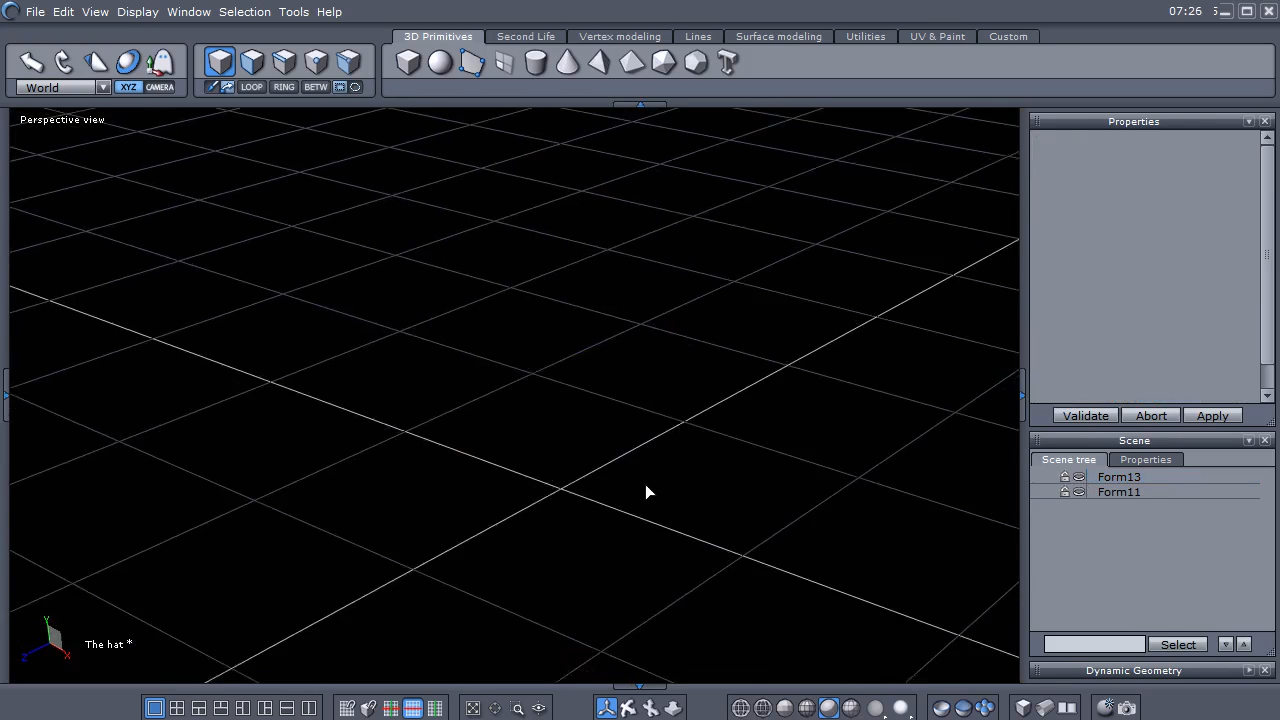 File Edit View Display Window Selection Tools Help
07:26
3D Primitives Second Life Vertex modeling Lines Surface modeling Utilities UV & Paint Custom
World XYZ CAMERA LOOP RING BETW
Perspective view
Properties
Validate Abort Apply
Scene
Scene tree Properties
Form13
Form11
Select
Dynamic Geometry
Y
Z X
The hat *